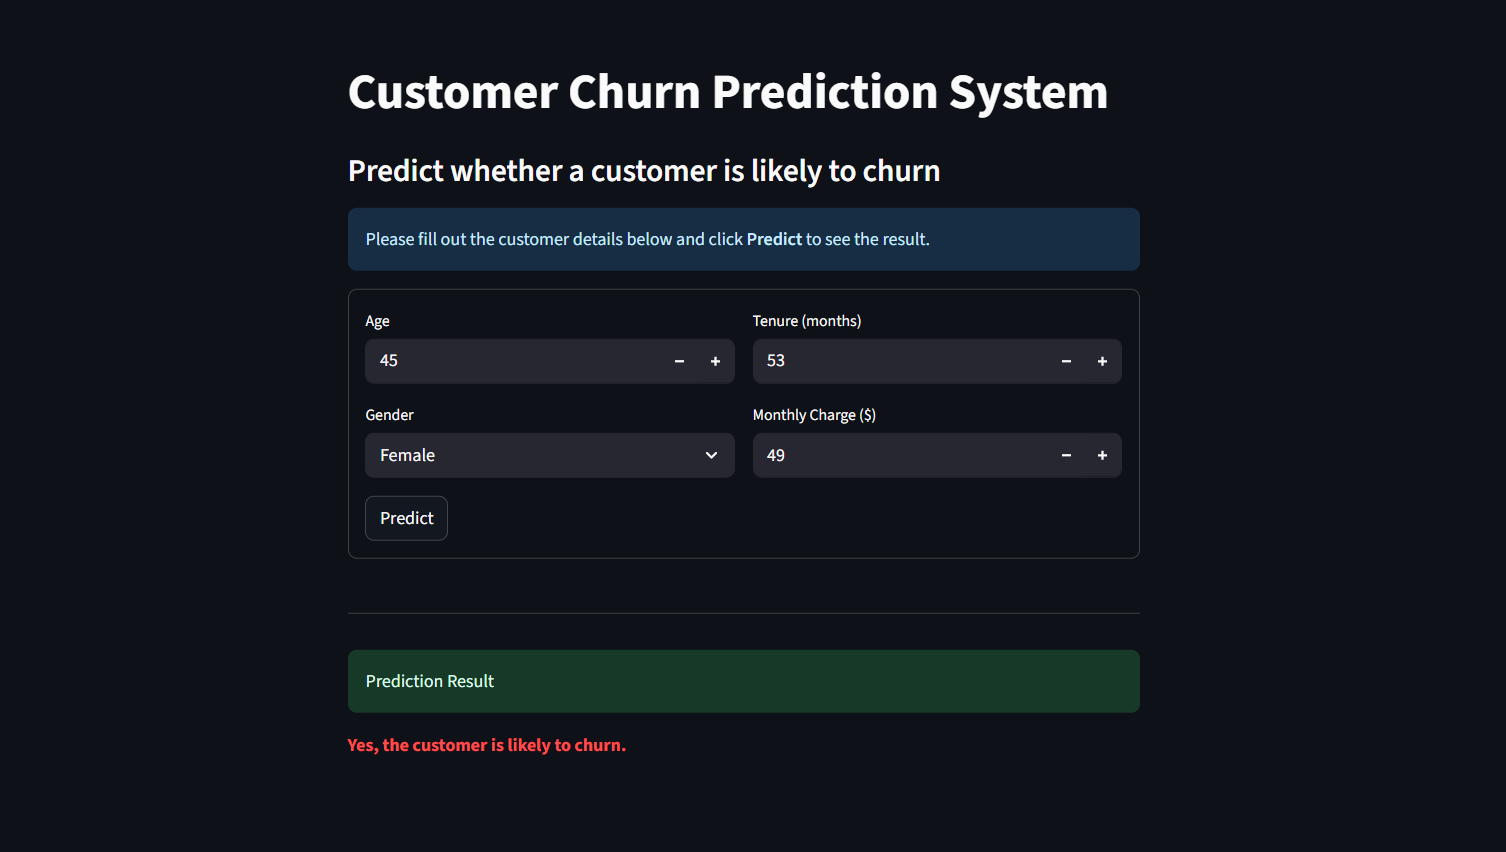 Customer Churn Prediction System
Predict whether a customer is likely to churn
Please fill out the customer details below and click Predict to see the result.
Age
45
Tenure (months)
53
Gender
Female
Monthly Charge ($)
49
Predict
Prediction Result
Yes, the customer is likely to churn.